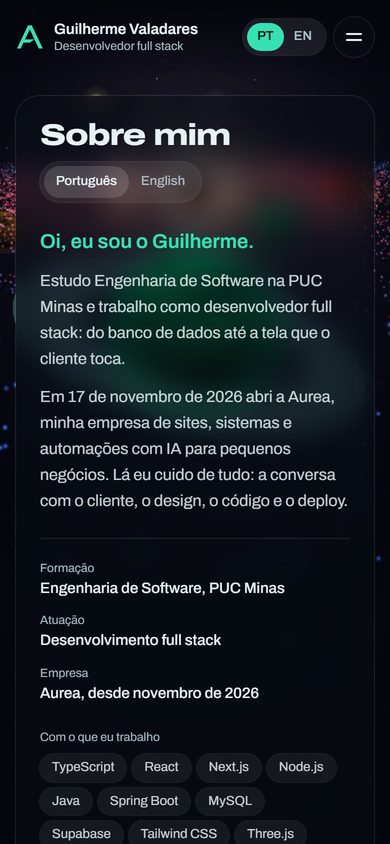 Guilherme Valadares
Desenvolvedor full stack
PT EN
Sobre mim
Português English
Oi, eu sou o Guilherme.
Estudo Engenharia de Software na PUC
Minas e trabalho como desenvolvedor full
stack: do banco de dados até a tela que o
cliente toca.
Em 17 de novembro de 2026 abri a Aurea,
minha empresa de sites, sistemas e
automações com IA para pequenos
negócios. Lá eu cuido de tudo: a conversa
com o cliente, o design, o código e o deploy.
Formação
Engenharia de Software, PUC Minas
Atuação
Desenvolvimento full stack
Empresa
Aurea, desde novembro de 2026
Com o que eu trabalho
TypeScript React Next.js Node.js
Java Spring Boot MySQL
Supabase Tailwind CSS Three.js